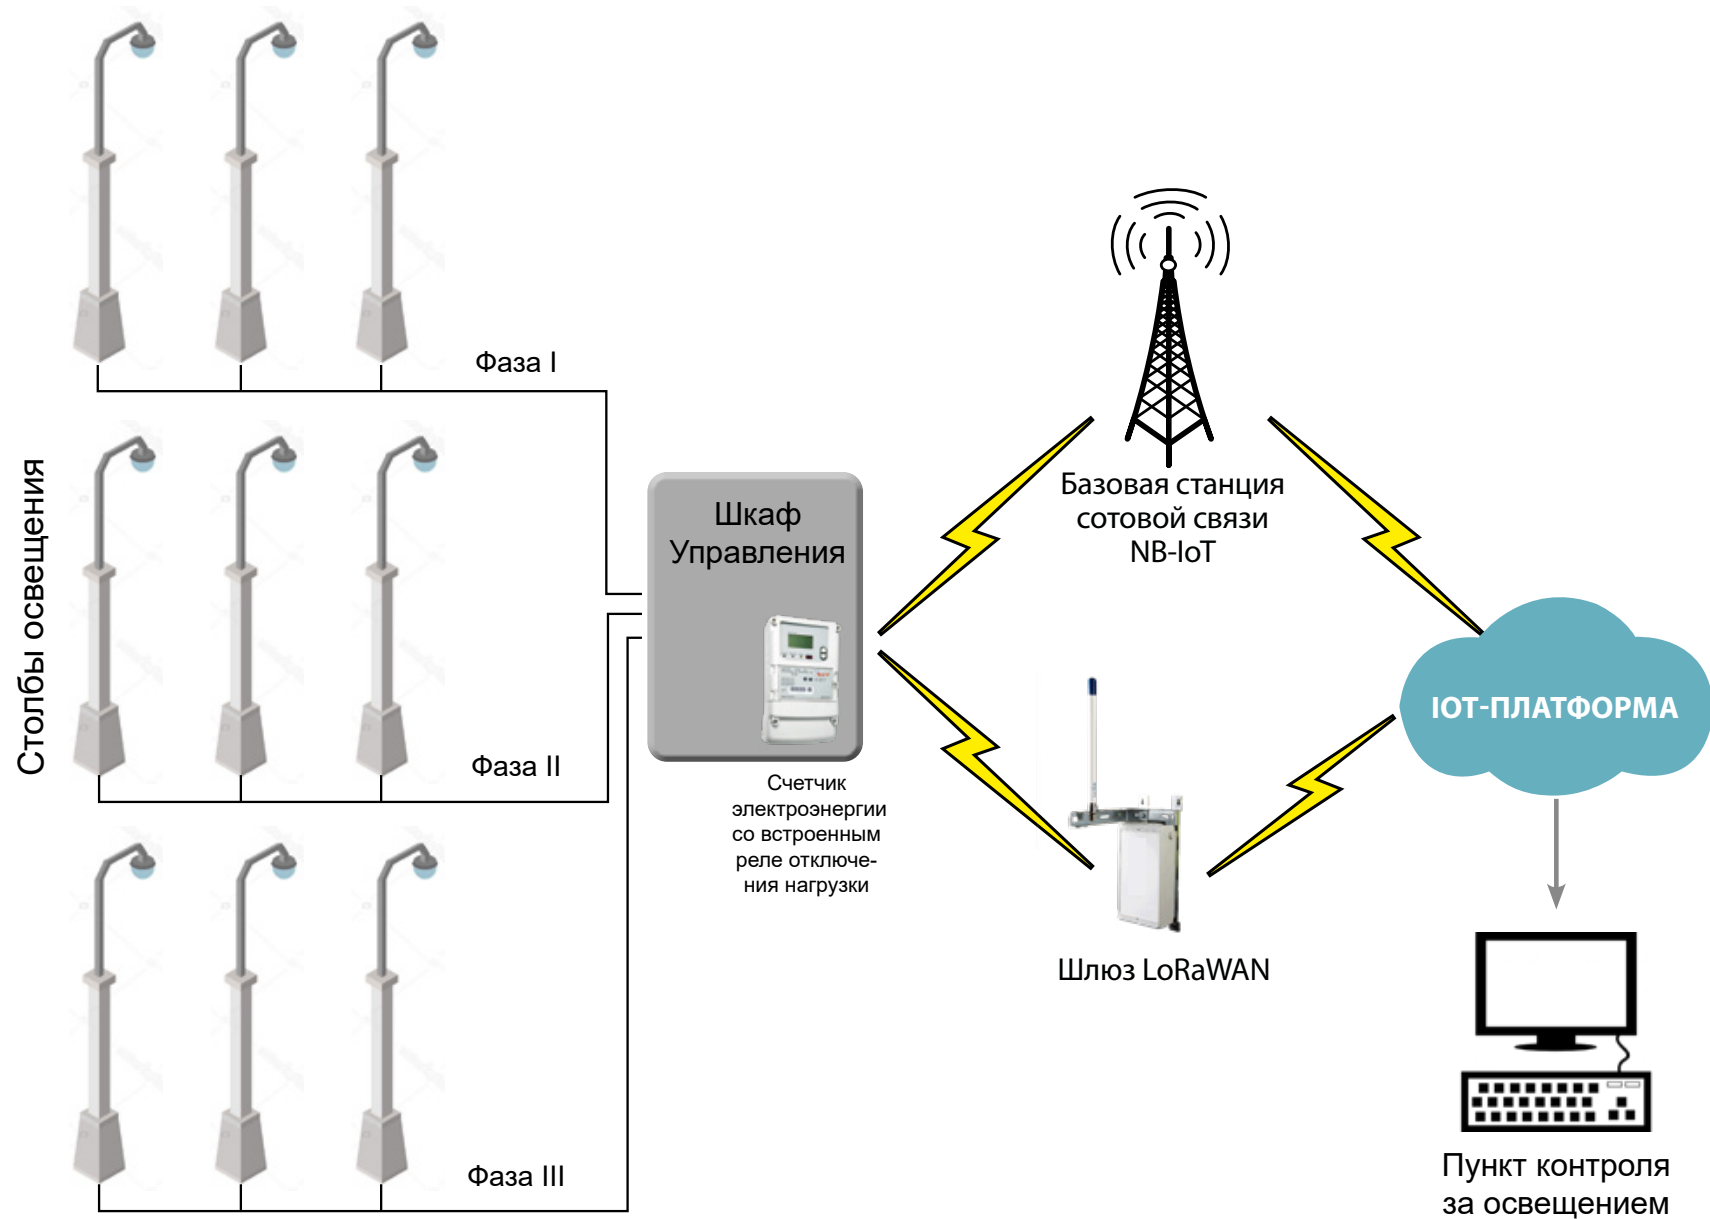 Столбы освещения
Фаза I
Фаза II
Фаза III
Шкаф
Управления
Счетчик
электроэнергии
со встроенным
реле отключе-
ния нагрузки
Базовая станция
сотовой связи
NB-IoT
Шлюз LoRaWAN
IOT-ПЛАТФОРМА
Пункт контроля
за освещением